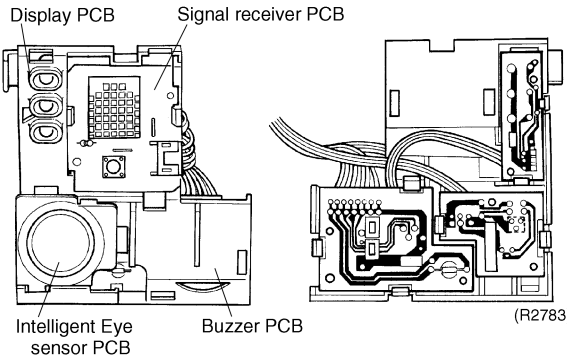 Display PCB
Signal receiver PCB
Intelligent Eye
sensor PCB
Buzzer PCB
(R2783